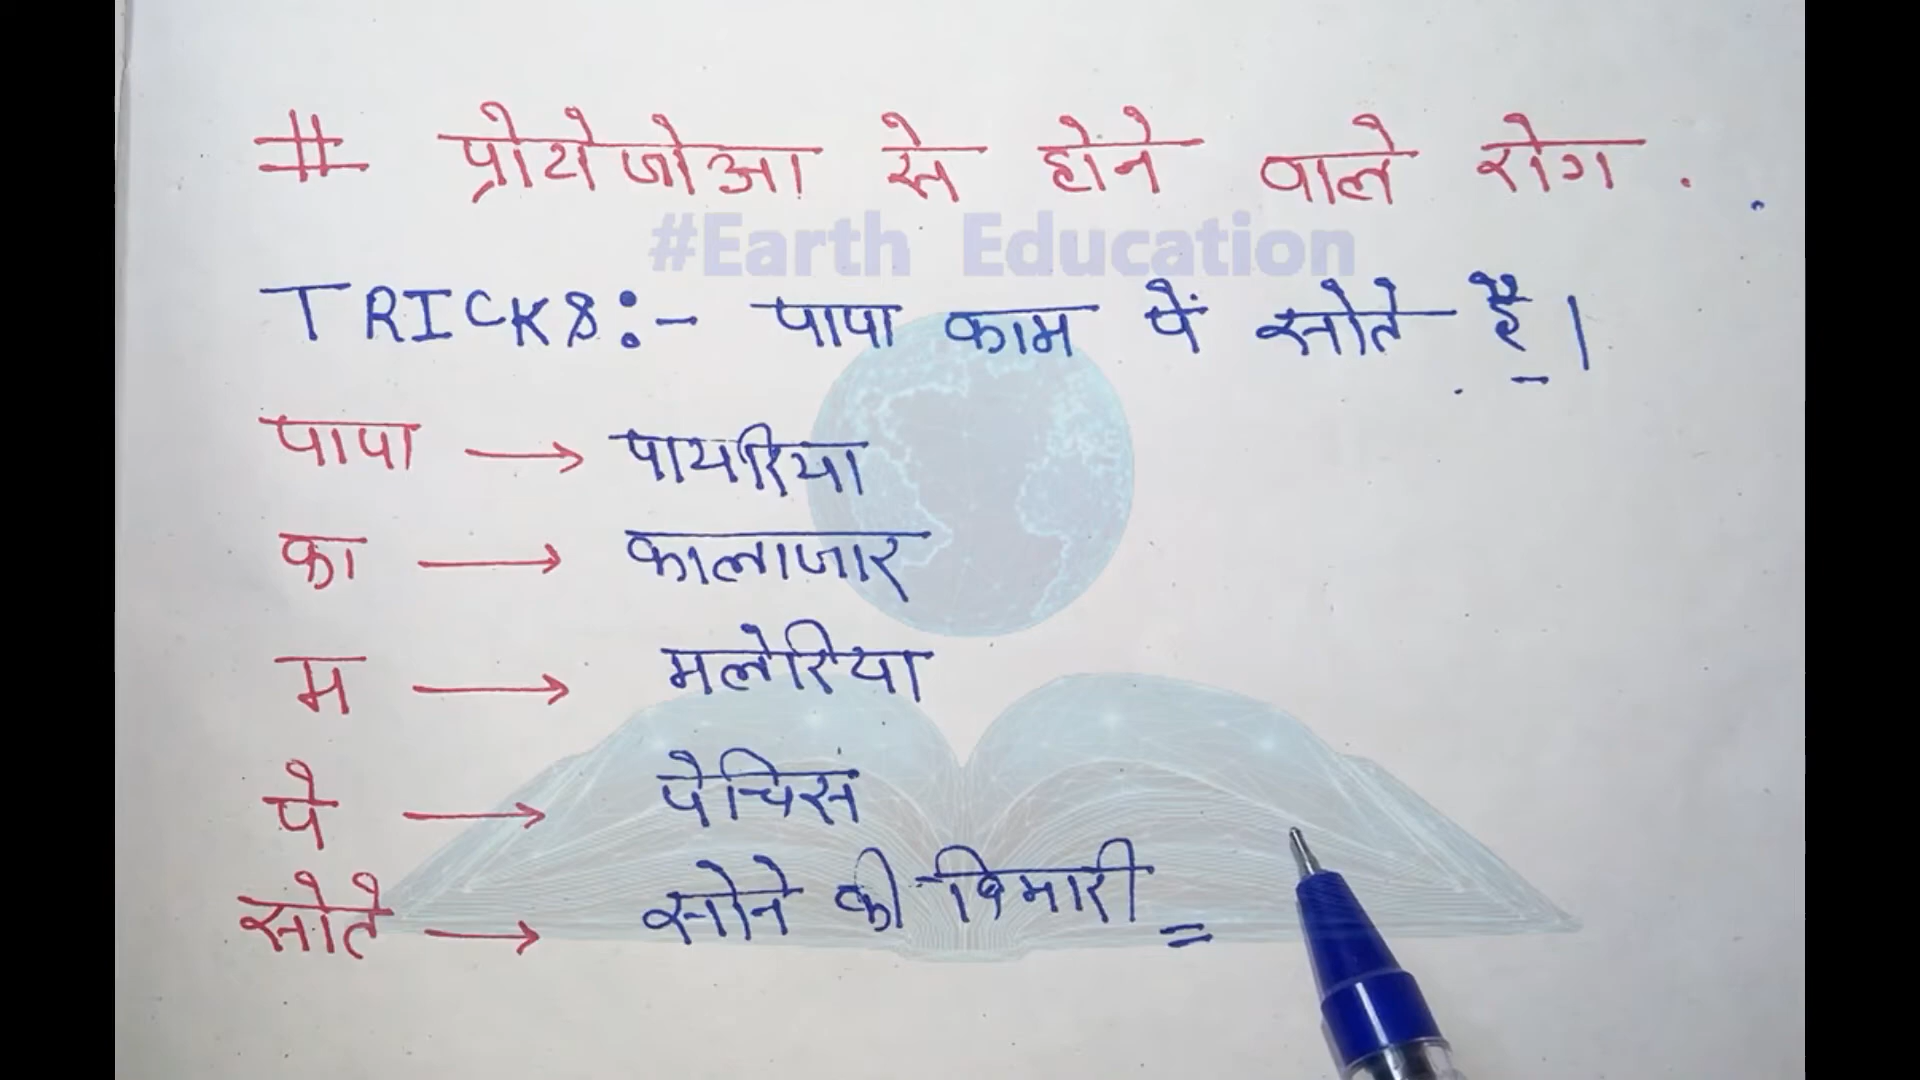 # प्रोटोजोआ से होने वाले रोग .
#Earth Education
TRICKS:- पापा काम पे सोते हैं।
पापा → पायरिया
का → कालाजार
म → मलेरिया
पे → पेचिस
सोते → सोने की बिमारी =